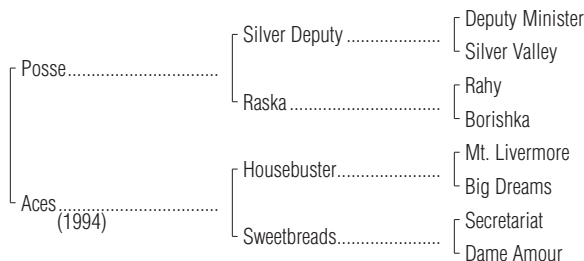 Deputy Minister
Silver Deputy ....................
Silver Valley
Posse................................
Rahy
Raska ................................
Borishka
Mt. Livermore
Housebuster......................
Big Dreams
Aces..................................
(1994)
Secretariat
Sweetbreads......................
Dame Amour